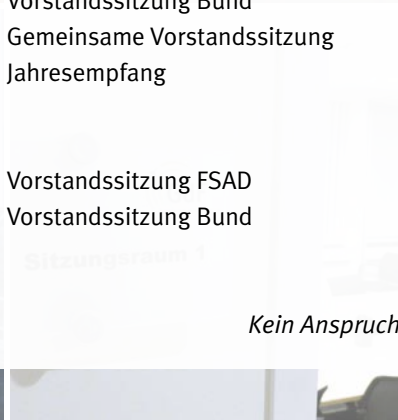 Vorstandssitzung Bund
Gemeinsame Vorstandssitzung
Jahresempfang
Vorstandssitzung FSAD
Vorstandssitzung Bund
Sitzungsraum 1
Kein Anspruch